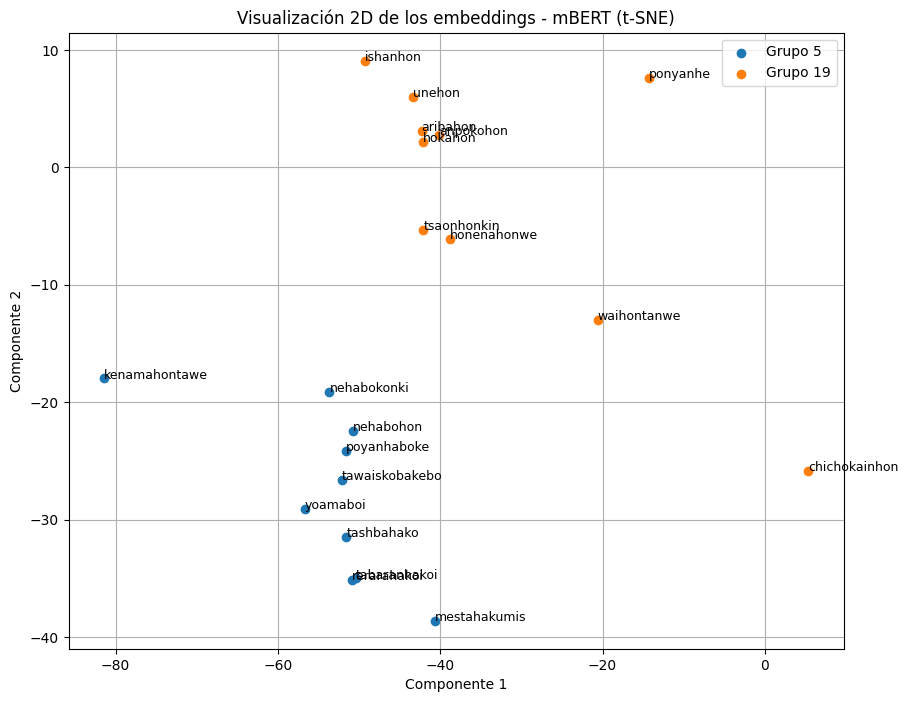 Visualización 2D de los embeddings - mBERT (t-SNE)
Grupo 5
Grupo 19
ishanhon
ponyanhe
unehon
hokahon
tsaonhonkin
honenahonwe
waihontanwe
kenamahontawe
nehabokonki
nehabohon
poyanhaboke
chichokainhon
tawaiskobakebo
yoamaboi
tashbahako
mestahakumis
10
0
−10
−20
−30
−40
Componente 2
−80
−60
−40
−20
0
Componente 1